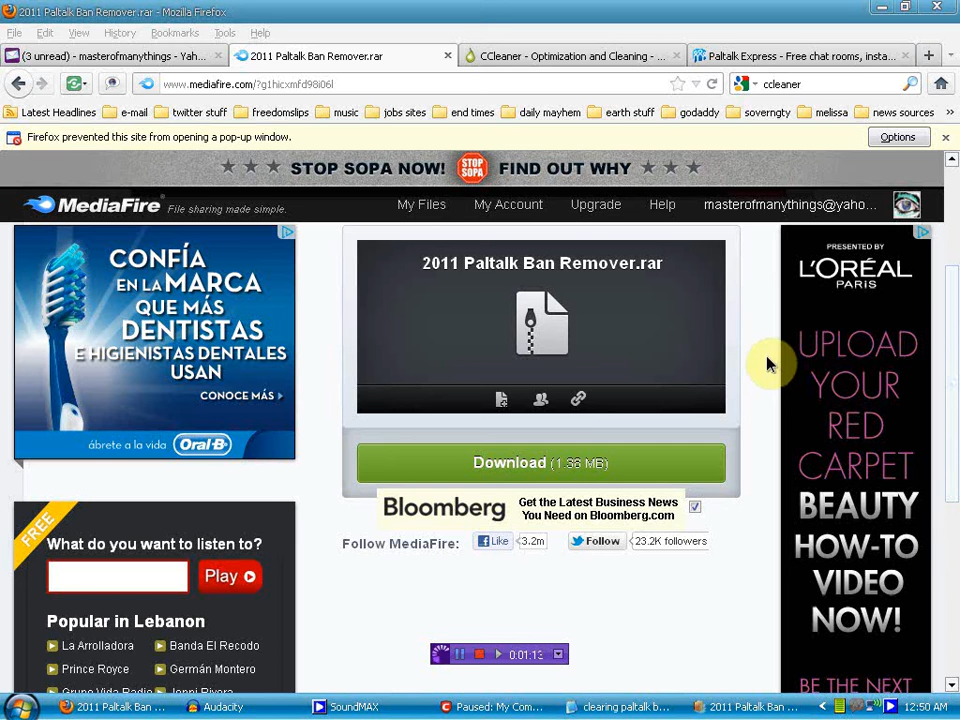 2011 Paltalk Ban Remover.rar - Mozilla Firefox
File Edit View History Bookmarks Tools Help
(3 unread) - masterofmanythings - Yah...
2011 Paltalk Ban Remover.rar
CCleaner - Optimization and Cleaning - ...
Paltalk Express - Free chat rooms, insta...
www.mediafire.com/?g1hicxmfd98i06l
ccleaner
Latest Headlines e-mail twitter stuff freedomslips music jobs sites end times daily mayhem earth stuff godaddy soverngty melissa news sources
Firefox prevented this site from opening a pop-up window.
Options
STOP SOPA NOW! STOP SOPA FIND OUT WHY
MediaFire File sharing made simple.
My Files My Account Upgrade Help masterofmanythings@yaho...
CONFÍA
EN LA MARCA
QUE MÁS
DENTISTAS
E HIGIENISTAS DENTALES
USAN
CONOCE MÁS
ábrete a la vida Oral-B
2011 Paltalk Ban Remover.rar
Download (1.36 MB)
Bloomberg
Get the Latest Business News
You Need on Bloomberg.com
Follow MediaFire: Like 3.2m Follow 23.2K followers
PRESENTED BY
L'ORÉAL
PARIS
UPLOAD
YOUR
RED
CARPET
BEAUTY
HOW-TO
VIDEO
NOW!
BE THE NEXT
FREE
What do you want to listen to?
Play
Popular in Lebanon
La Arrolladora Banda El Recodo
Prince Royce Germán Montero
Grupo Vida Radio Jenni Rivera
0:01:13
2011 Paltalk Ban ... Audacity SoundMAX Paused: My Com... clearing paltalk b... 2011 Paltalk Ban ... 12:50 AM